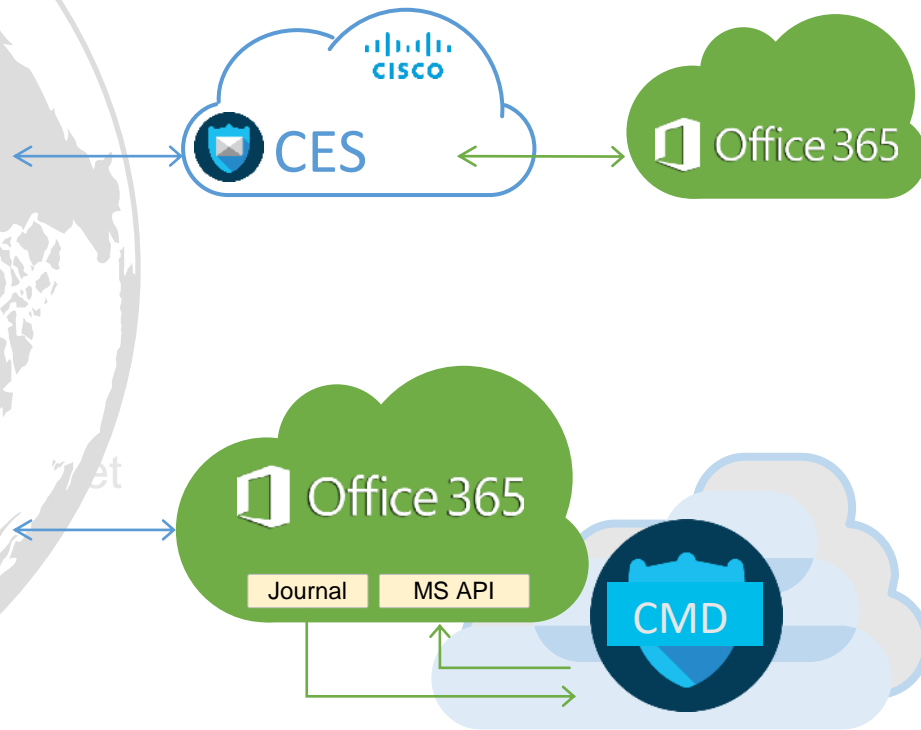 CISCO
CES
Office 365
Office 365
Journal
MS API
CMD